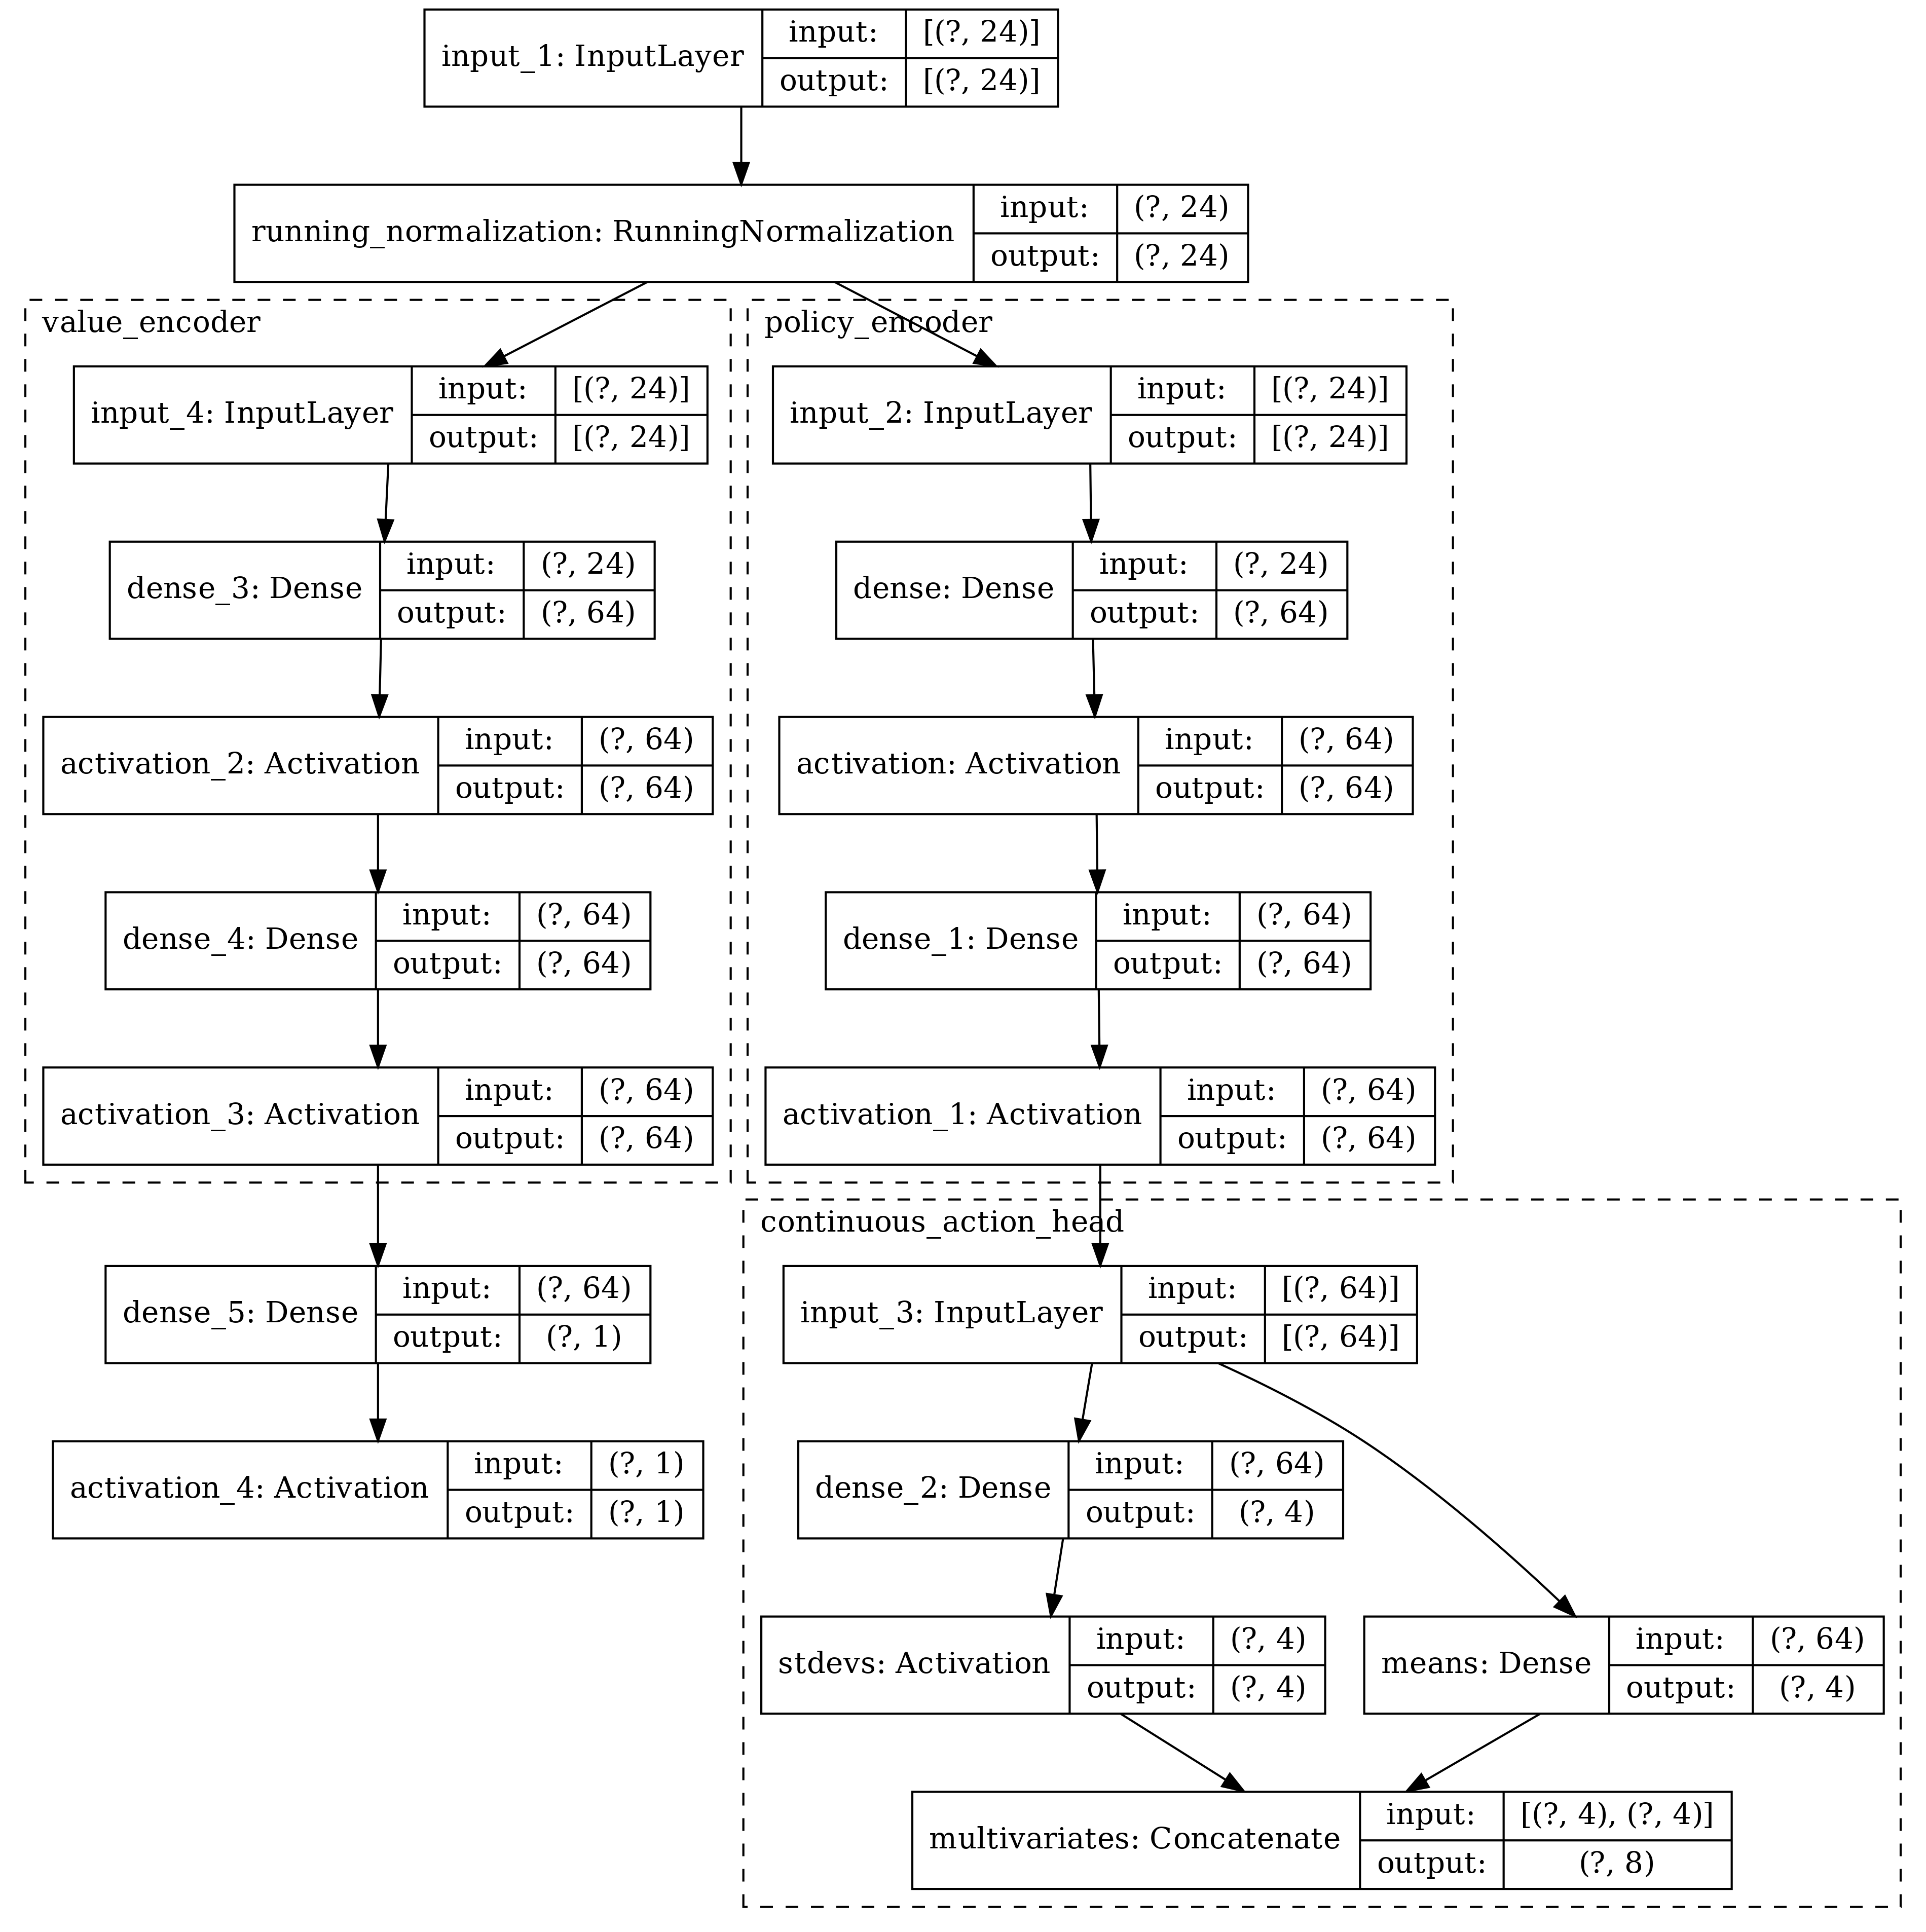 input_1: InputLayer
input:
[(?, 24)]
output:
[(?, 24)]
running_normalization: RunningNormalization
input:
(?, 24)
output:
(?, 24)
value_encoder
input_4: InputLayer
input:
[(?, 24)]
output:
[(?, 24)]
dense_3: Dense
input:
(?, 24)
output:
(?, 64)
activation_2: Activation
input:
(?, 64)
output:
(?, 64)
dense_4: Dense
input:
(?, 64)
output:
(?, 64)
activation_3: Activation
input:
(?, 64)
output:
(?, 64)
dense_5: Dense
input:
(?, 64)
output:
(?, 1)
activation_4: Activation
input:
(?, 1)
output:
(?, 1)
policy_encoder
input_2: InputLayer
input:
[(?, 24)]
output:
[(?, 24)]
dense: Dense
input:
(?, 24)
output:
(?, 64)
activation: Activation
input:
(?, 64)
output:
(?, 64)
dense_1: Dense
input:
(?, 64)
output:
(?, 64)
activation_1: Activation
input:
(?, 64)
output:
(?, 64)
continuous_action_head
input_3: InputLayer
input:
[(?, 64)]
output:
[(?, 64)]
dense_2: Dense
input:
(?, 64)
output:
(?, 4)
stdevs: Activation
input:
(?, 4)
output:
(?, 4)
means: Dense
input:
(?, 64)
output:
(?, 4)
multivariates: Concatenate
input:
[(?, 4), (?, 4)]
output:
(?, 8)